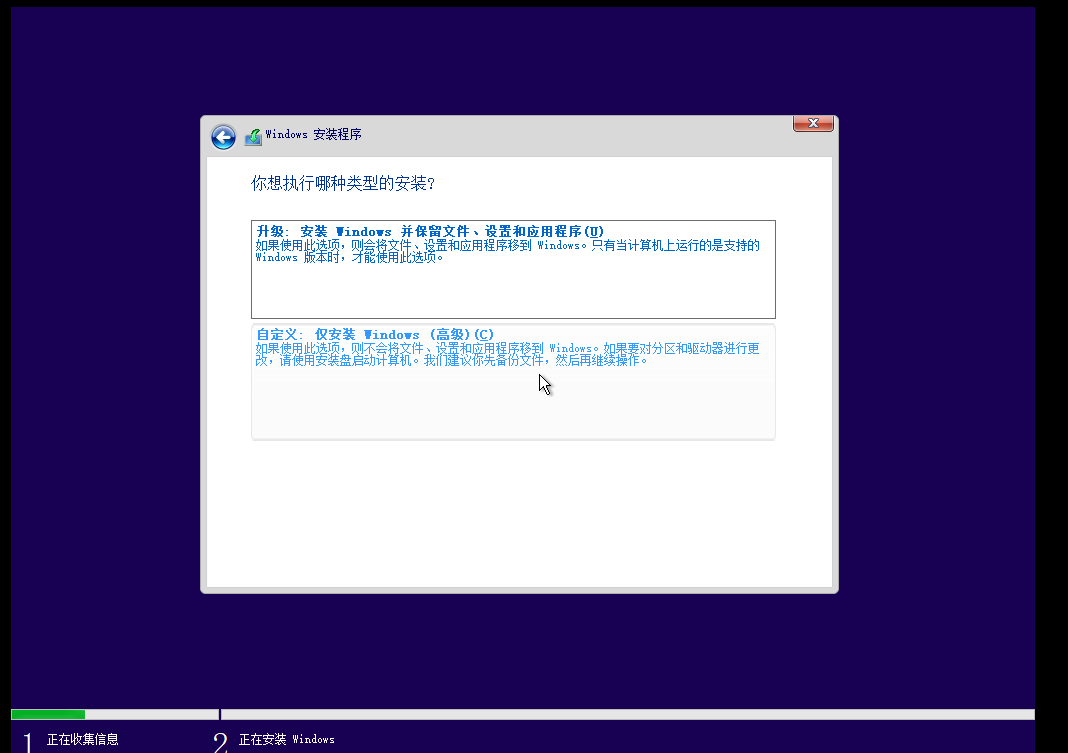 Windows 安装程序
你想执行哪种类型的安装?
升级: 安装 Windows 并保留文件、设置和应用程序(U)
如果使用此选项，则会将文件、设置和应用程序移到 Windows。只有当计算机上运行的是支持的
Windows 版本时，才能使用此选项。
自定义: 仅安装 Windows (高级)(C)
如果使用此选项，则不会将文件、设置和应用程序移到 Windows。如果要对分区和驱动器进行更
改，请使用安装盘启动计算机。我们建议你先备份文件，然后再继续操作。
1 正在收集信息
2 正在安装 Windows